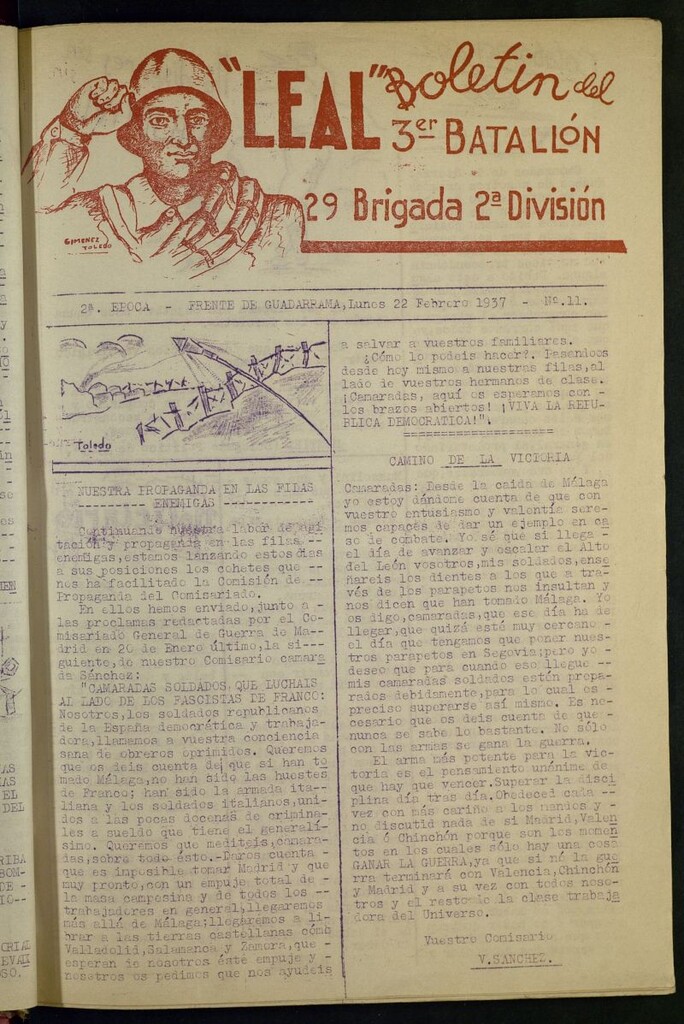 "LEAL" Boletin del
3er BATALLÓN
29 Brigada 2ª División
GIMENEZ
TOLEDO
2ª. EPOCA - FRENTE DE GUADARRAMA, Lunes 22 Febrero 1937 - Nº.11.
Toledo
NUESTRA PROPAGANDA EN LAS FILAS
-------- ENEMIGAS --------
Continuando nuestra labor de agi-
tación y propaganda en las filas --
enemigas, estamos lanzando estos dias
a sus posiciones los cohetes que --
nos ha facilitado la Comisión de --
Propaganda del Comisariado.
En ellos hemos enviado, junto a -
las proclamas redactadas por el Co-
misariado General de Guerra de Ma--
drid en 20 de Enero último, la si---
guiente, do nuestro Comisario camara
da Sánchez:
"CAMARADAS SOLDADOS, QUE LUCHAIS
AL LADO DE LOS FASCISTAS DE FRANCO:
Nosotros, los soldados republicanos
de la España democrática y trabaja-
dora, llamamos a vuestra conciencia
sana de obreros oprimidos. Queremos
que os deis cuenta de que si han to
mado Málaga, no han sido las huestes
de Franco; han sido la armada ita--
liana y los soldados italianos, uni-
dos a las pocas docenas de crimina-
les a sueldo que tiene el generalí-
simo. Queremos que mediteis, camara-
das, sobre todo ésto.-Daros cuenta -
que es imposible tomar Madrid y que
muy pronto, con un empuje total de -
la masa campesina y de todos los --
trabajadores en general, llegaremos
más allá de Málaga; llegaremos a li-
brar a las tierras castellanas cómo
Valladolid, Salamanca y Zamora, que -
esperan de nosotros éste empuje y -
nosotros os pedimos que nos ayudeis
a salvar a vuestros familiares.
¿Cómo lo podeis hacer?. Pasandoos
desde hoy mismo a nuestras filas, al
lado de vuestros hermanos de clase.
¡Camaradas, aquí os esperamos con -
los brazos abiertos! ¡VIVA LA REPU-
BLICA DEMOCRATICA!".
===================
CAMINO DE LA VICTORIA
Camaradas: Desde la caida de Málaga
yo estoy dándome cuenta de que con
vuestro entusiasmo y valentía sere-
mos capaces de dar un ejemplo en ca
so de combate. Yo sé que si llega -
el día de avanzar y escalar el Alto
del León vosotros, mis soldados, ense
ñareis los dientes a los que a tra-
vés de los parapetos nos insultan y
nos dicen que han tomado Málaga. Yo
os digo, camaradas, que ese día ha de
llegar, que quizá esté muy cercano -
el día que tengamos que poner nues-
tros parapetos en Segovia; pero yo -
deseo que para cuando eso llegue --
mis camaradas soldados estén prepa-
rados debidamente, para lo cual es -
preciso superarse así mismo. Es ne-
cesario que os deis cuenta de que -
nunca se sabe lo bastante. No sólo
con las armas se gana la guerra.
El arma más potente para la vic-
toria es el pensamiento unánime de
que hay que vencer. Superar la disci
plina día tras día. Obedeced cada --
vez con más cariño a los mandos y -
no discutid nada de si Madrid, Valen
cia ó Chinchón porque son los momen
tos en los cuales sólo hay una cosa
GANAR LA GUERRA, ya que si nó la gue
rra terminará con Valencia, Chinchón
y Madrid y a su vez con todos noso-
tros y el resto de la clase trabaja
dora del Universo.
Vuestro Comisario
V. SANCHEZ.